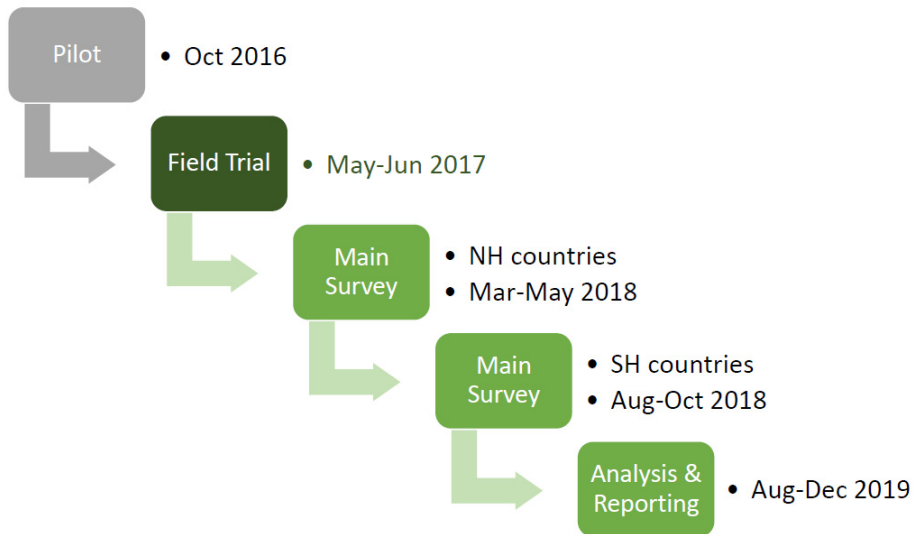 Pilot
• Oct 2016
Field Trial
• May-Jun 2017
Main
Survey
• NH countries
• Mar-May 2018
Main
Survey
• SH countries
• Aug-Oct 2018
Analysis &
Reporting
• Aug-Dec 2019